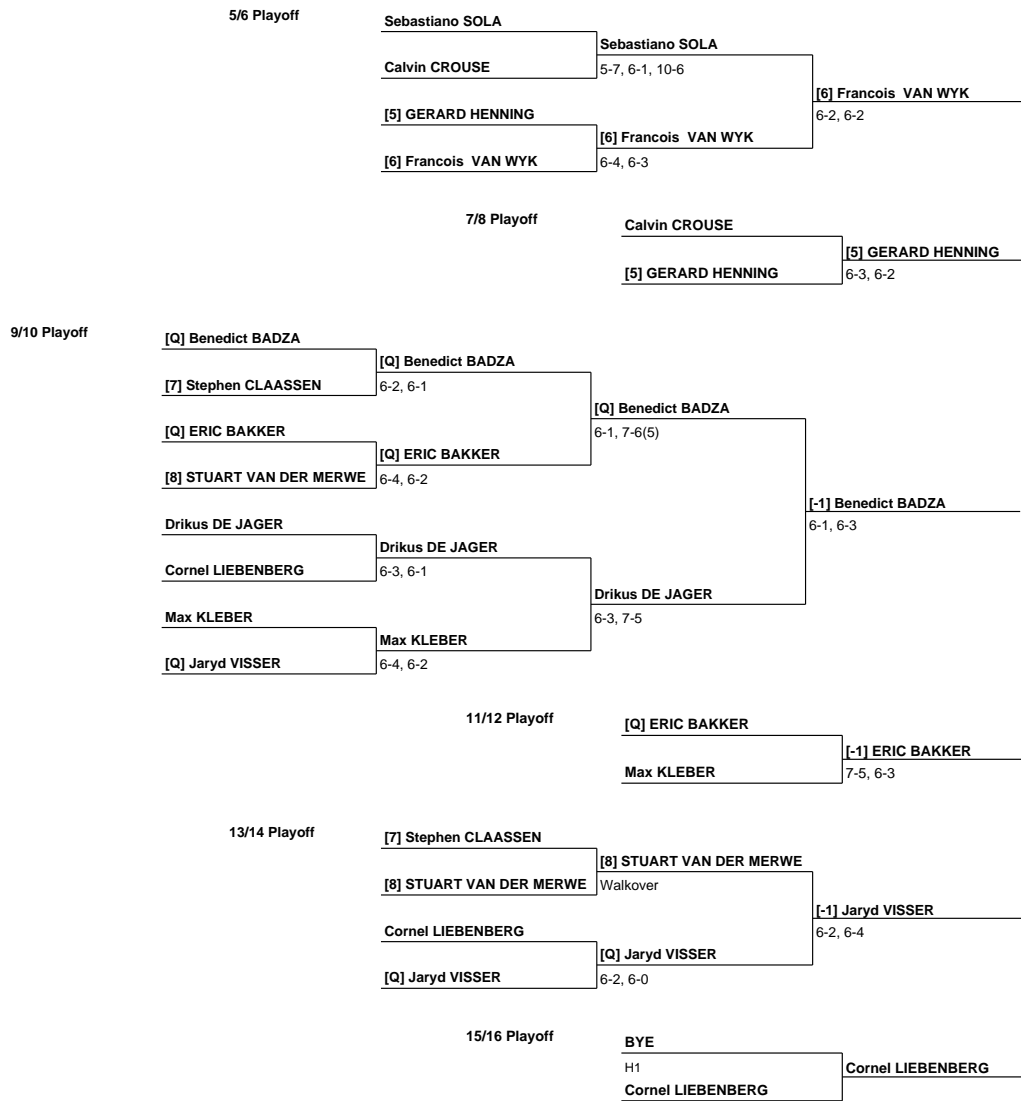 5/6 Playoff
Sebastiano SOLA
Sebastiano SOLA
Calvin CROUSE
5-7, 6-1, 10-6
[6] Francois  VAN WYK
[5] GERARD HENNING
6-2, 6-2
[6] Francois  VAN WYK
[6] Francois  VAN WYK
6-4, 6-3
7/8 Playoff
Calvin CROUSE
[5] GERARD HENNING
[5] GERARD HENNING
6-3, 6-2
9/10 Playoff
[Q] Benedict BADZA
[Q] Benedict BADZA
[7] Stephen CLAASSEN
6-2, 6-1
[Q] Benedict BADZA
[Q] ERIC BAKKER
6-1, 7-6(5)
[Q] ERIC BAKKER
[8] STUART VAN DER MERWE
6-4, 6-2
[-1] Benedict BADZA
6-1, 6-3
Drikus DE JAGER
Drikus DE JAGER
Cornel LIEBENBERG
6-3, 6-1
Drikus DE JAGER
Max KLEBER
6-3, 7-5
Max KLEBER
[Q] Jaryd VISSER
6-4, 6-2
11/12 Playoff
[Q] ERIC BAKKER
[-1] ERIC BAKKER
Max KLEBER
7-5, 6-3
13/14 Playoff
[7] Stephen CLAASSEN
[8] STUART VAN DER MERWE
[8] STUART VAN DER MERWE
Walkover
[-1] Jaryd VISSER
Cornel LIEBENBERG
6-2, 6-4
[Q] Jaryd VISSER
[Q] Jaryd VISSER
6-2, 6-0
15/16 Playoff
BYE
H1
Cornel LIEBENBERG
Cornel LIEBENBERG